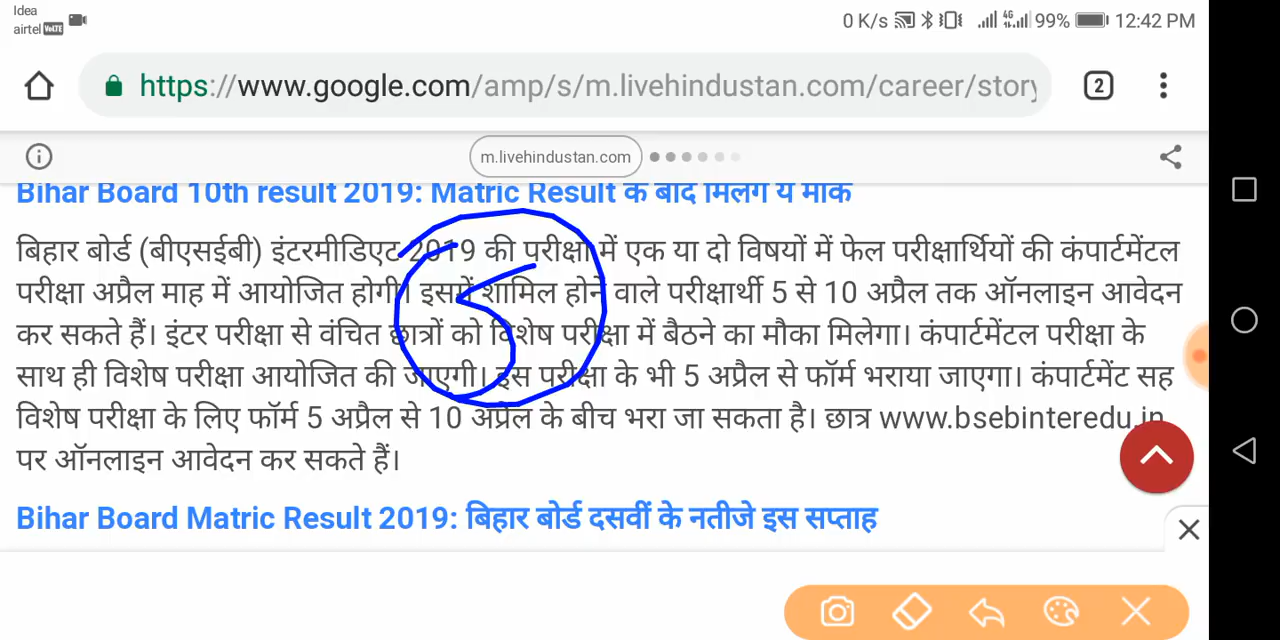 Idea
airtel VoLTE
0 K/s 4G 99% 12:42 PM
https://www.google.com/amp/s/m.livehindustan.com/career/story
2
m.livehindustan.com
Bihar Board 10th result 2019: Matric Result के बाद मिलेंगे ये मौके
बिहार बोर्ड (बीएसईबी) इंटरमीडिएट 2019 की परीक्षा में एक या दो विषयों में फेल परीक्षार्थियों की कंपार्टमेंटल
परीक्षा अप्रैल माह में आयोजित होगी। इसमें शामिल होने वाले परीक्षार्थी 5 से 10 अप्रैल तक ऑनलाइन आवेदन
कर सकते हैं। इंटर परीक्षा से वंचित छात्रों को विशेष परीक्षा में बैठने का मौका मिलेगा। कंपार्टमेंटल परीक्षा के
साथ ही विशेष परीक्षा आयोजित की जाएगी। इस परीक्षा के भी 5 अप्रैल से फॉर्म भराया जाएगा। कंपार्टमेंट सह
विशेष परीक्षा के लिए फॉर्म 5 अप्रैल से 10 अप्रैल के बीच भरा जा सकता है। छात्र www.bsebinteredu.in
पर ऑनलाइन आवेदन कर सकते हैं।
5
Bihar Board Matric Result 2019: बिहार बोर्ड दसवीं के नतीजे इस सप्ताह